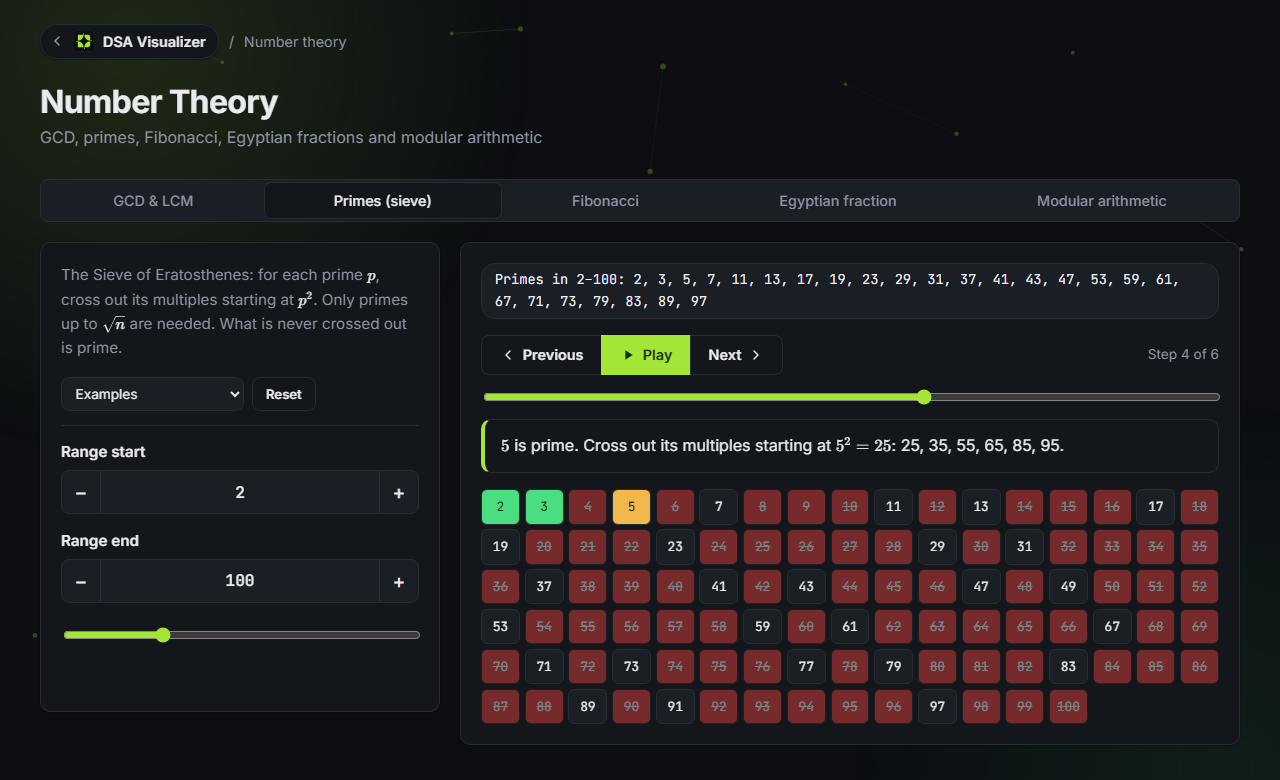 DSA Visualizer / Number theory
Number Theory
GCD, primes, Fibonacci, Egyptian fractions and modular arithmetic
GCD & LCM Primes (sieve) Fibonacci Egyptian fraction Modular arithmetic
The Sieve of Eratosthenes: for each prime p,
cross out its multiples starting at p². Only primes
up to √n are needed. What is never crossed out
is prime.
Examples Reset
Range start
− 2 +
Range end
− 100 +
Primes in 2–100: 2, 3, 5, 7, 11, 13, 17, 19, 23, 29, 31, 37, 41, 43, 47, 53, 59, 61,
67, 71, 73, 79, 83, 89, 97
Previous Play Next Step 4 of 6
5 is prime. Cross out its multiples starting at 5² = 25: 25, 35, 55, 65, 85, 95.
2 3 4 5 6 7 8 9 10 11 12 13 14 15 16 17 18
19 20 21 22 23 24 25 26 27 28 29 30 31 32 33 34 35
36 37 38 39 40 41 42 43 44 45 46 47 48 49 50 51 52
53 54 55 56 57 58 59 60 61 62 63 64 65 66 67 68 69
70 71 72 73 74 75 76 77 78 79 80 81 82 83 84 85 86
87 88 89 90 91 92 93 94 95 96 97 98 99 100